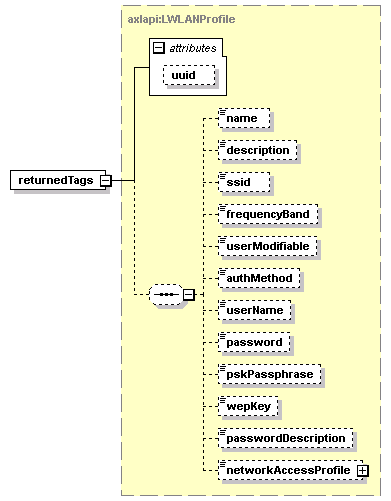 axlapi:LWLANProfile
attributes
uuid
name
description
returnedTags
ssid
frequencyBand
userModifiable
authMethod
userName
password
pskPassphrase
wepKey
passwordDescription
networkAccessProfile